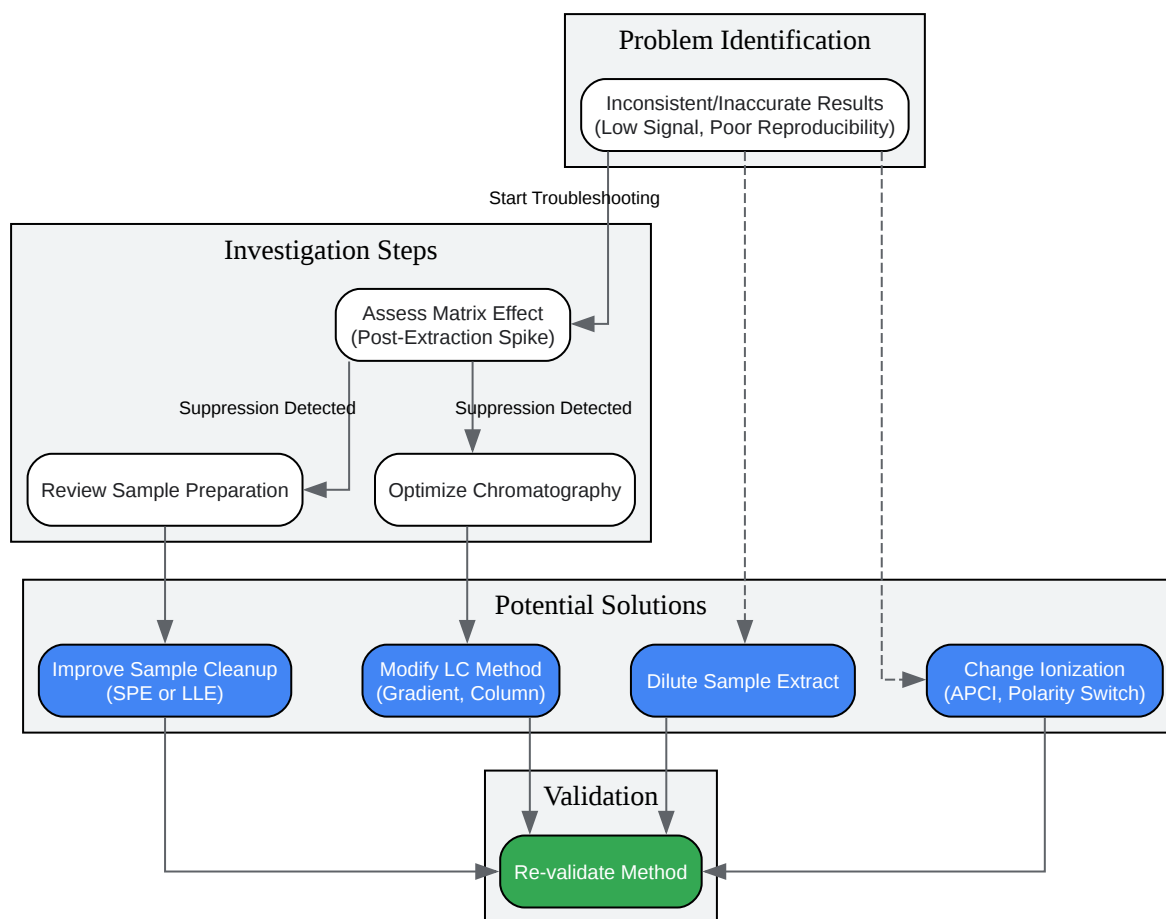 Problem Identification
Inconsistent/Inaccurate Results
(Low Signal, Poor Reproducibility)
Start Troubleshooting
Investigation Steps
Assess Matrix Effect
(Post-Extraction Spike)
Suppression Detected
Suppression Detected
Review Sample Preparation
Optimize Chromatography
Potential Solutions
Improve Sample Cleanup
(SPE or LLE)
Modify LC Method
(Gradient, Column)
Dilute Sample Extract
Change Ionization
(APCI, Polarity Switch)
Validation
Re-validate Method